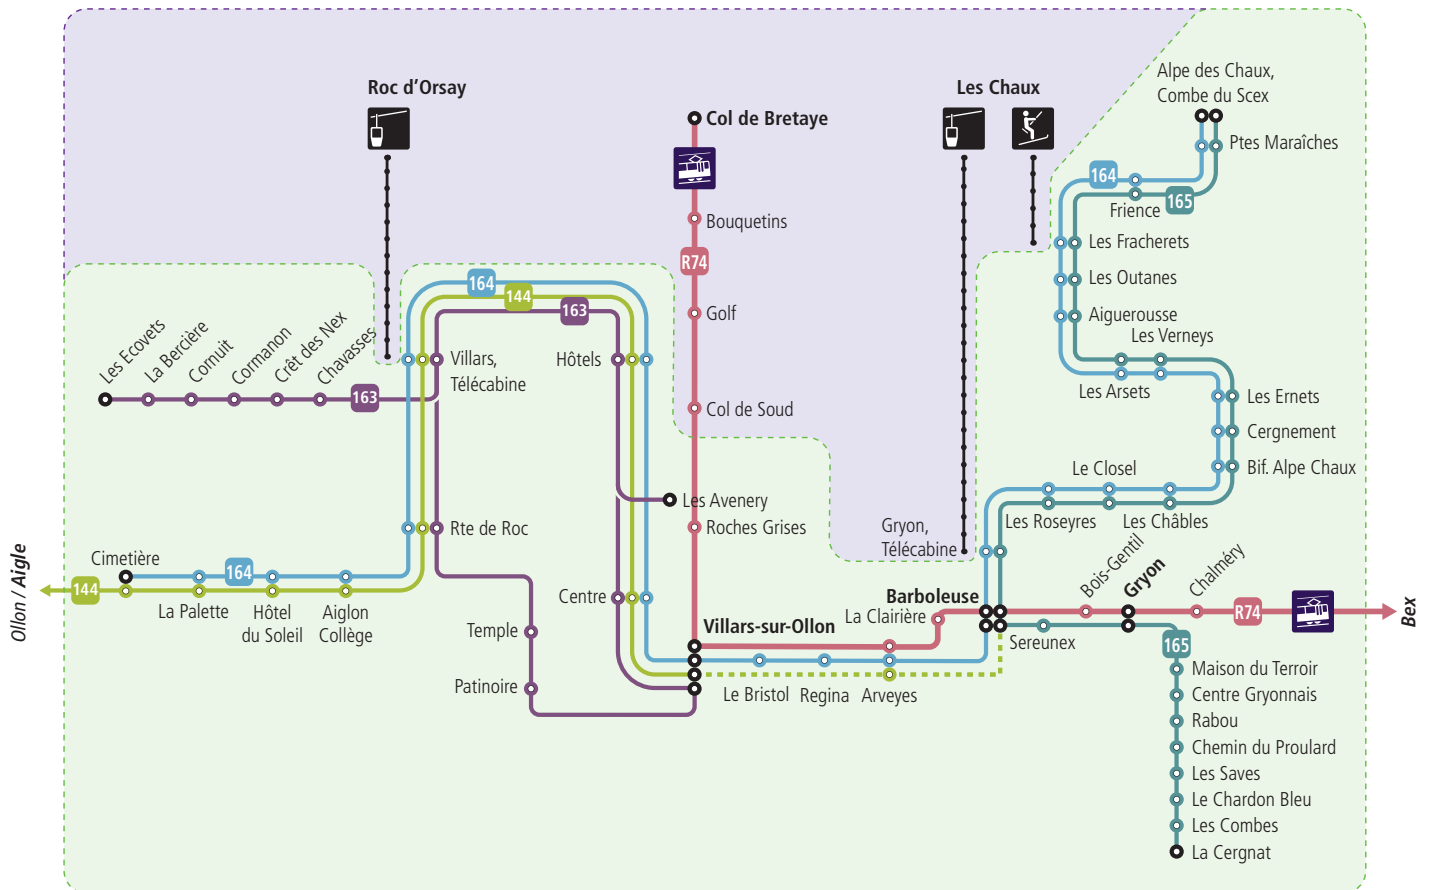 Roc d'Orsay
Les Chaux
Alpe des Chaux,
Combe du Scex
Col de Bretaye
Ptes Maraîches
164
165
Frience
Bouquetins
R74
Les Fracherets
Les Outanes
Aiguerousse
Les Verneys
Les Arsets
Les Ernets
Cergnement
Bif. Alpe Chaux
164
144
163
Golf
Les Ecovets
La Bercière
Cornuit
Cormanon
Crêt des Nex
Chavasses
163
Villars,
Télécabine
Hôtels
Col de Soud
Le Closel
Les Avenery
Roches Grises
Rte de Roc
Gryon,
Télécabine
Les Roseyres
Les Châbles
Bois-Gentil
Gryon
Chalméry
Ollon / Aigle
144
Cimetière
164
La Palette
Hôtel
du Soleil
Aiglon
Collège
Centre
Barboleuse
La Clairière
R74
Bex
Temple
Villars-sur-Ollon
Sereunex
165
Patinoire
Le Bristol
Regina
Arveyes
Maison du Terroir
Centre Gryonnais
Rabou
Chemin du Proulard
Les Saves
Le Chardon Bleu
Les Combes
La Cergnat